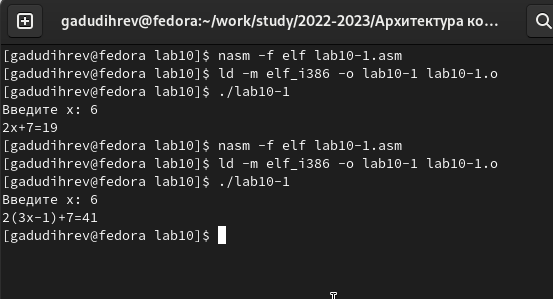 gadudihrev@fedora:~/work/study/2022-2023/Архитектура ко...
[gadudihrev@fedora lab10]$ nasm -f elf lab10-1.asm
[gadudihrev@fedora lab10]$ ld -m elf_i386 -o lab10-1 lab10-1.o
[gadudihrev@fedora lab10]$ ./lab10-1
Введите x: 6
2x+7=19
[gadudihrev@fedora lab10]$ nasm -f elf lab10-1.asm
[gadudihrev@fedora lab10]$ ld -m elf_i386 -o lab10-1 lab10-1.o
[gadudihrev@fedora lab10]$ ./lab10-1
Введите x: 6
2(3x-1)+7=41
[gadudihrev@fedora lab10]$